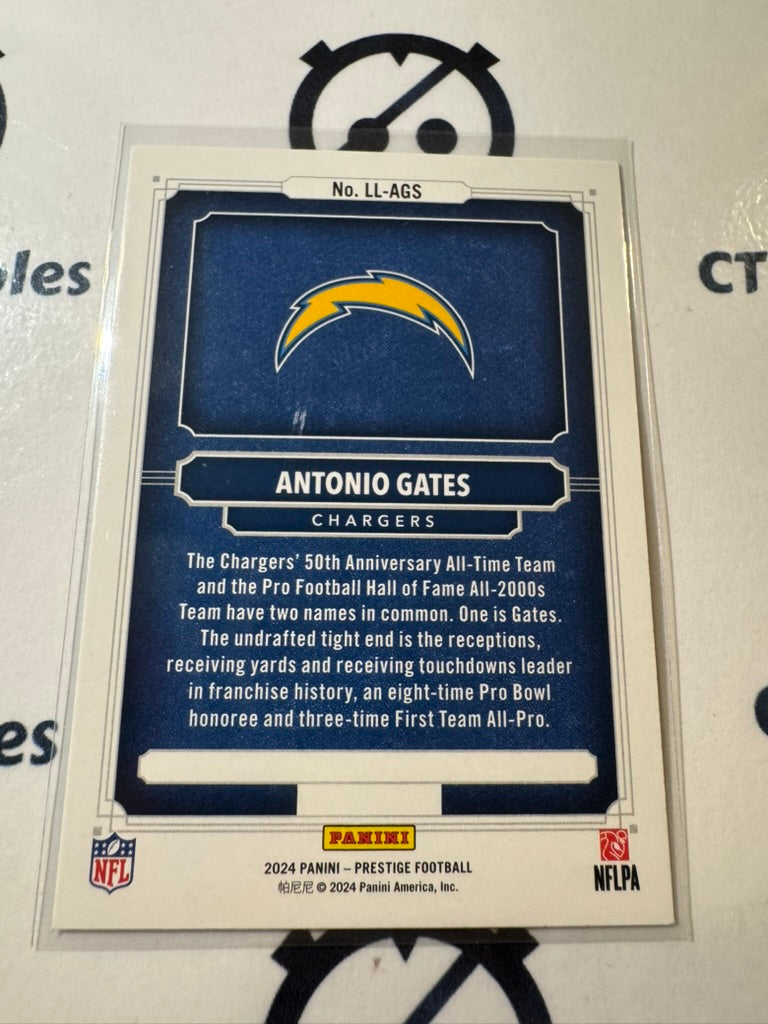 No. LL-AGS
les
CT
ANTONIO GATES
CHARGERS
The Chargers' 50th Anniversary All-Time Team
and the Pro Football Hall of Fame All-2000s
Team have two names in common. One is Gates.
The undrafted tight end is the receptions,
receiving yards and receiving touchdowns leader
in franchise history, an eight-time Pro Bowl
honoree and three-time First Team All-Pro.
es
PANINI
NFL
2024 PANINI – PRESTIGE FOOTBALL
帕尼尼 © 2024 Panini America, Inc.
NFLPA